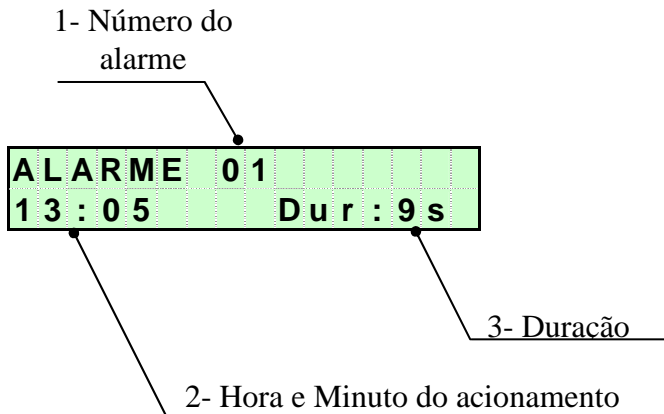 1- Número do
alarme
ALARME 01
13:05 Dur:9s
3- Duração
2- Hora e Minuto do acionamento